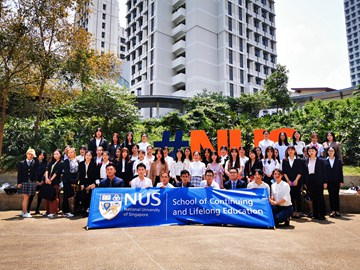 #NUS
NUS
National University
of Singapore
School of Continuing
and Lifelong Education